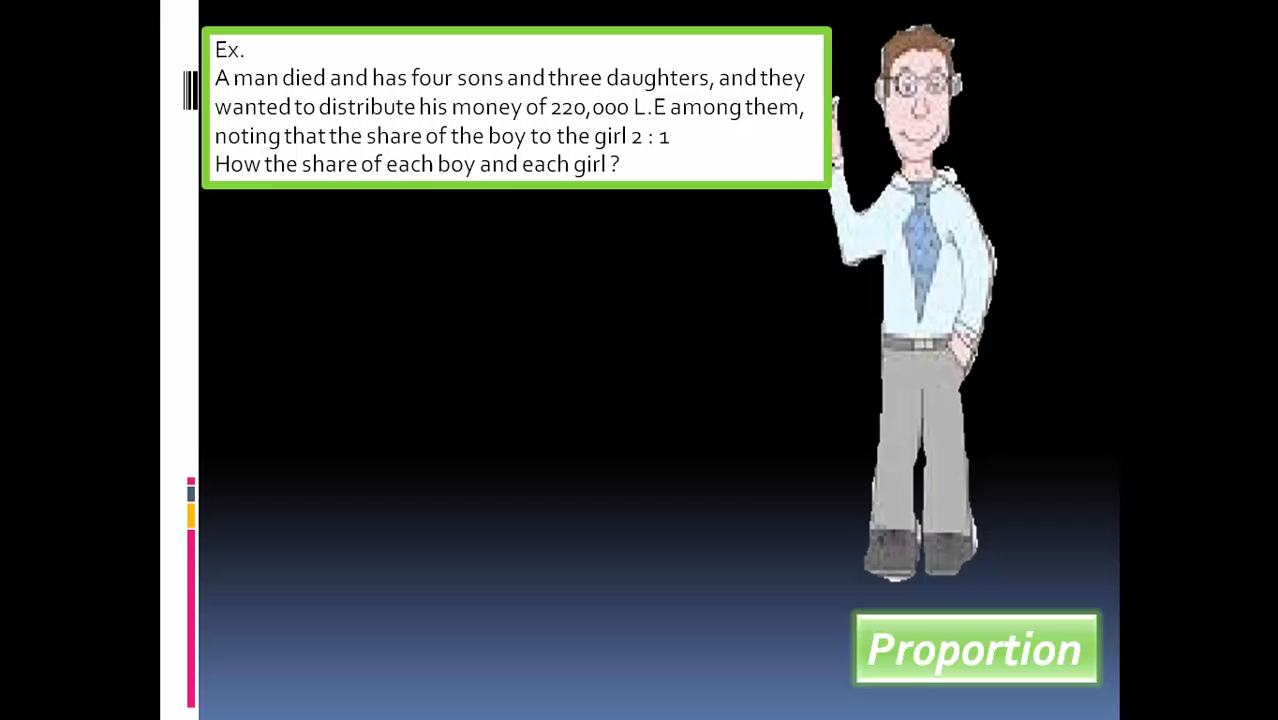 Ex.
A man died and has four sons and three daughters, and they
wanted to distribute his money of 220,000 L.E among them,
noting that the share of the boy to the girl 2 : 1
How the share of each boy and each girl ?
Proportion